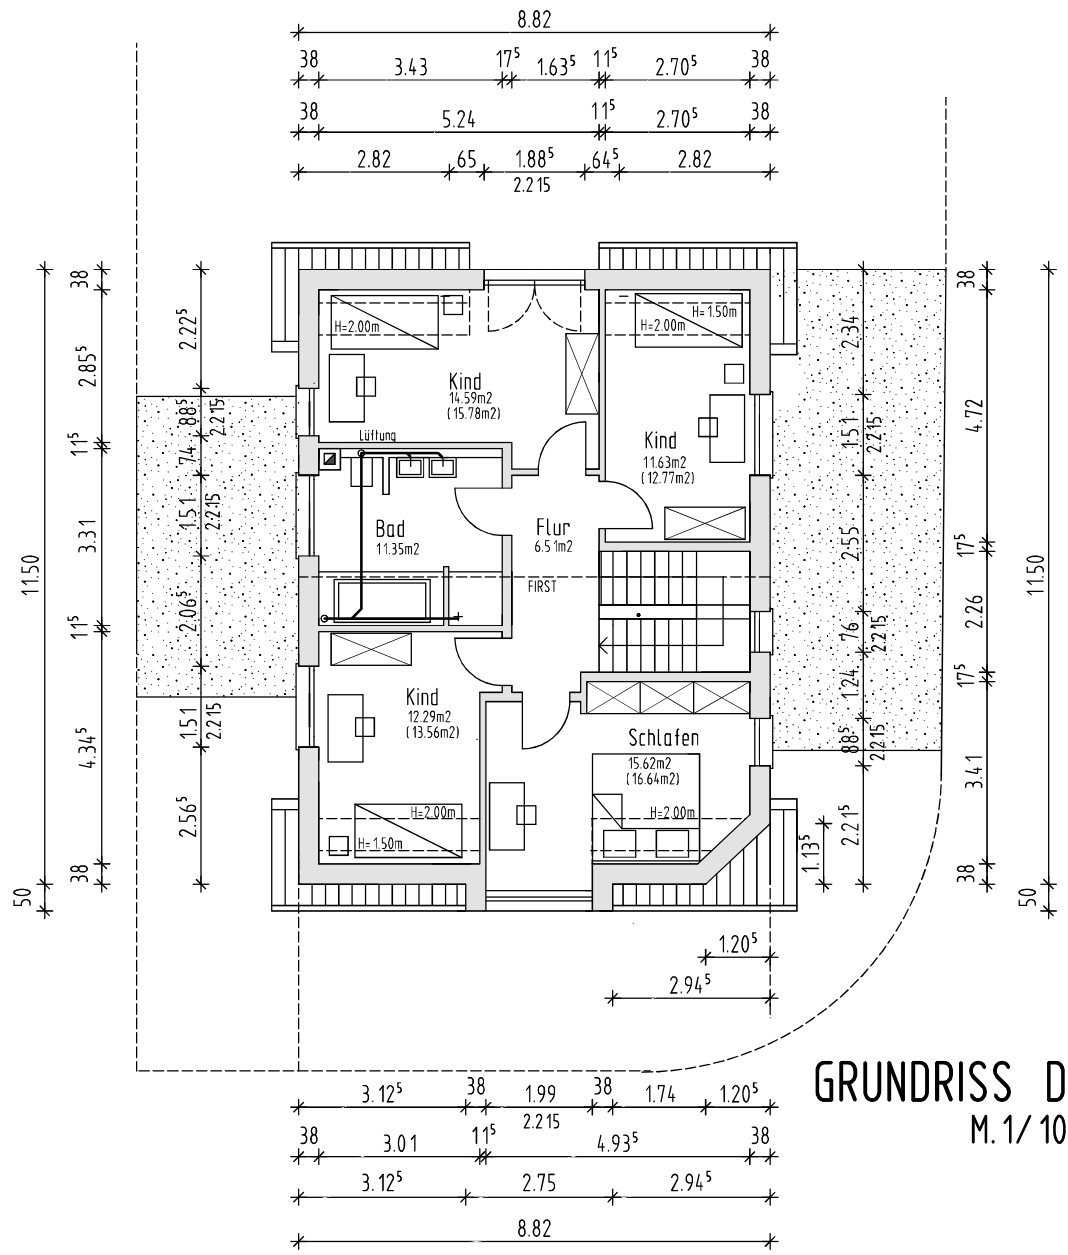 8.82
38 3.43 17⁵ 1.63⁵ 11⁵ 2.70⁵ 38
38 5.24 11⁵ 2.70⁵ 38
2.82 65 1.88⁵ 64⁵ 2.82
2.215
38
2.85⁵
11⁵
3.31
11⁵
4.34⁵
38
11.50
50
2.22⁵
88⁵
2.215
74
1.51
2.215
2.06⁵
1.51
2.215
2.56⁵
H=2.00m
Kind
14.59m2
(15.78m2)
H=1.50m
H=2.00m
Kind
11.63m2
(12.77m2)
Lüftung
Bad
11.35m2
Flur
6.51m2
FIRST
Kind
12.29m2
(13.56m2)
H=2.00m
H=1.50m
Schlafen
15.62m2
(16.64m2)
H=2.00m
2.34
1.51
2.215
2.55
76
2.215
1.24
88⁵
2.215
2.21⁵
1.13⁵
38
4.72
17⁵
2.26
17⁵
3.41
38
11.50
50
1.20⁵
2.94⁵
GRUNDRISS D
M.1/10
3.12⁵ 38 1.99 38 1.74 1.20⁵
2.215
38 3.01 11⁵ 4.93⁵ 38
3.12⁵ 2.75 2.94⁵
8.82